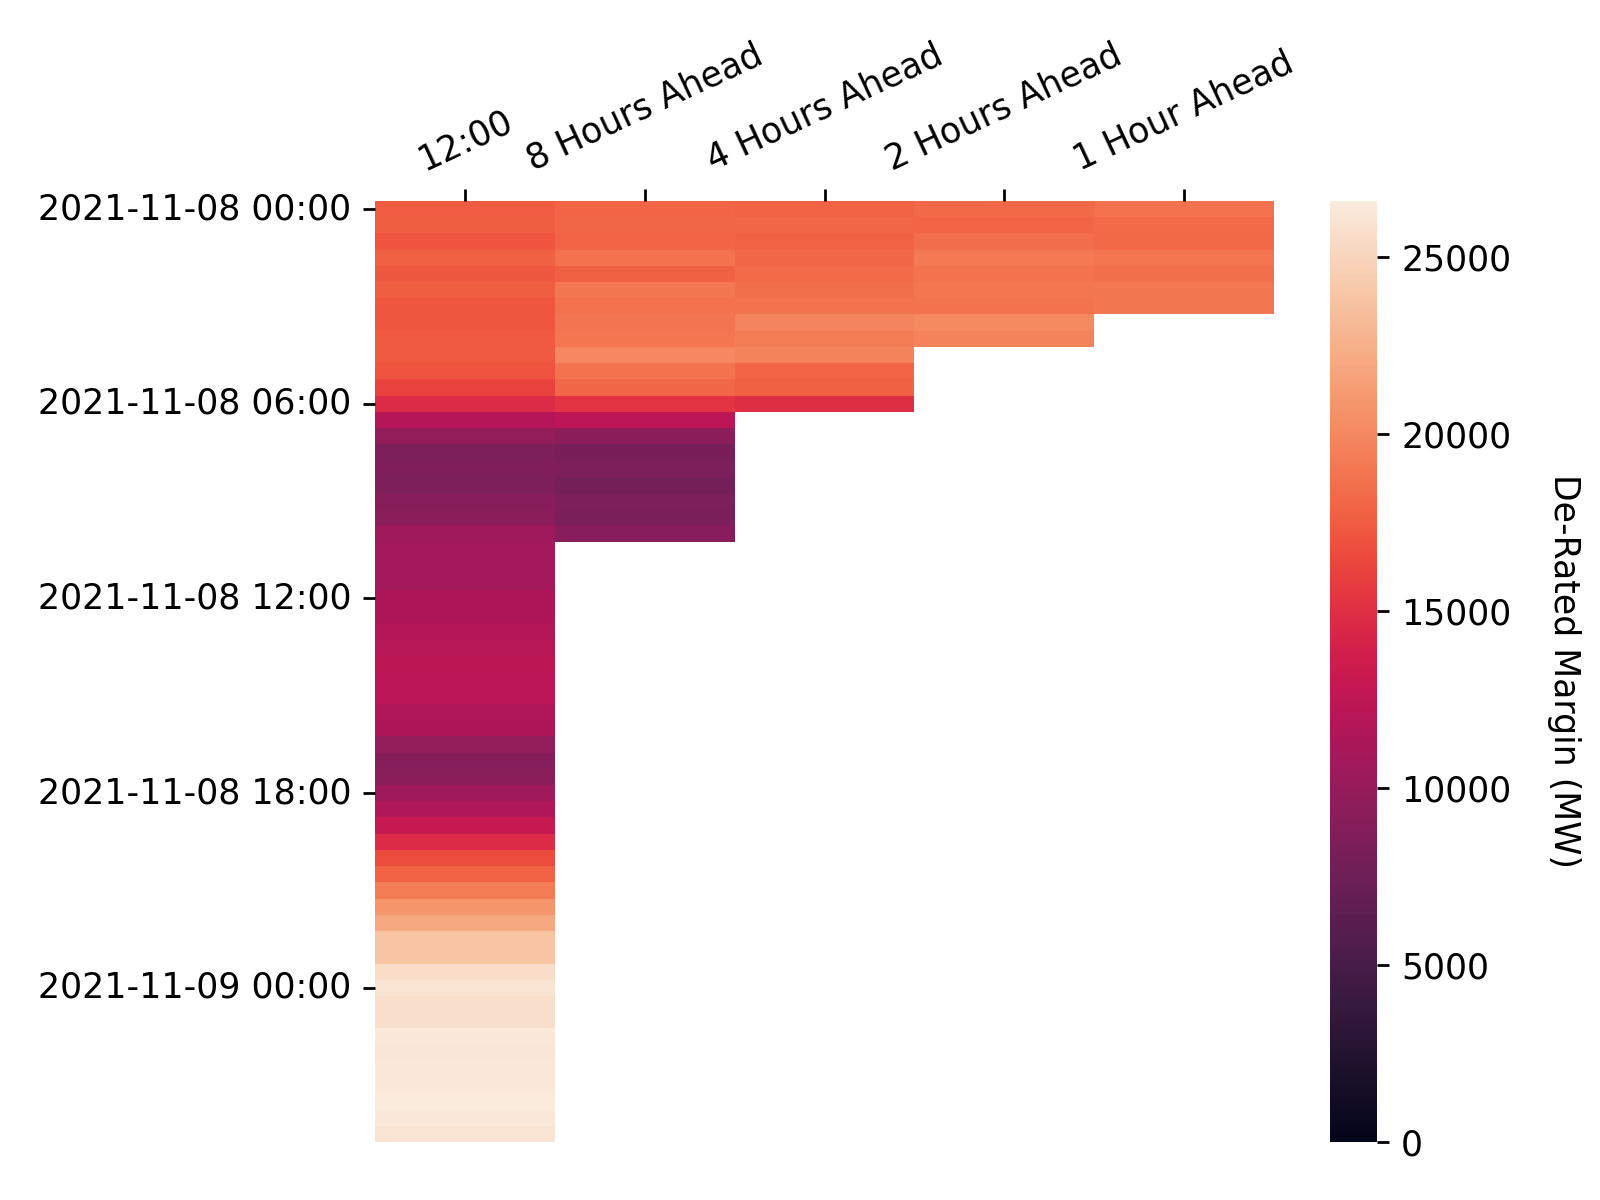 12:00
8 Hours Ahead
4 Hours Ahead
2 Hours Ahead
1 Hour Ahead
2021-11-08 00:00
2021-11-08 06:00
2021-11-08 12:00
2021-11-08 18:00
2021-11-09 00:00
25000
20000
15000
10000
5000
0
De-Rated Margin (MW)